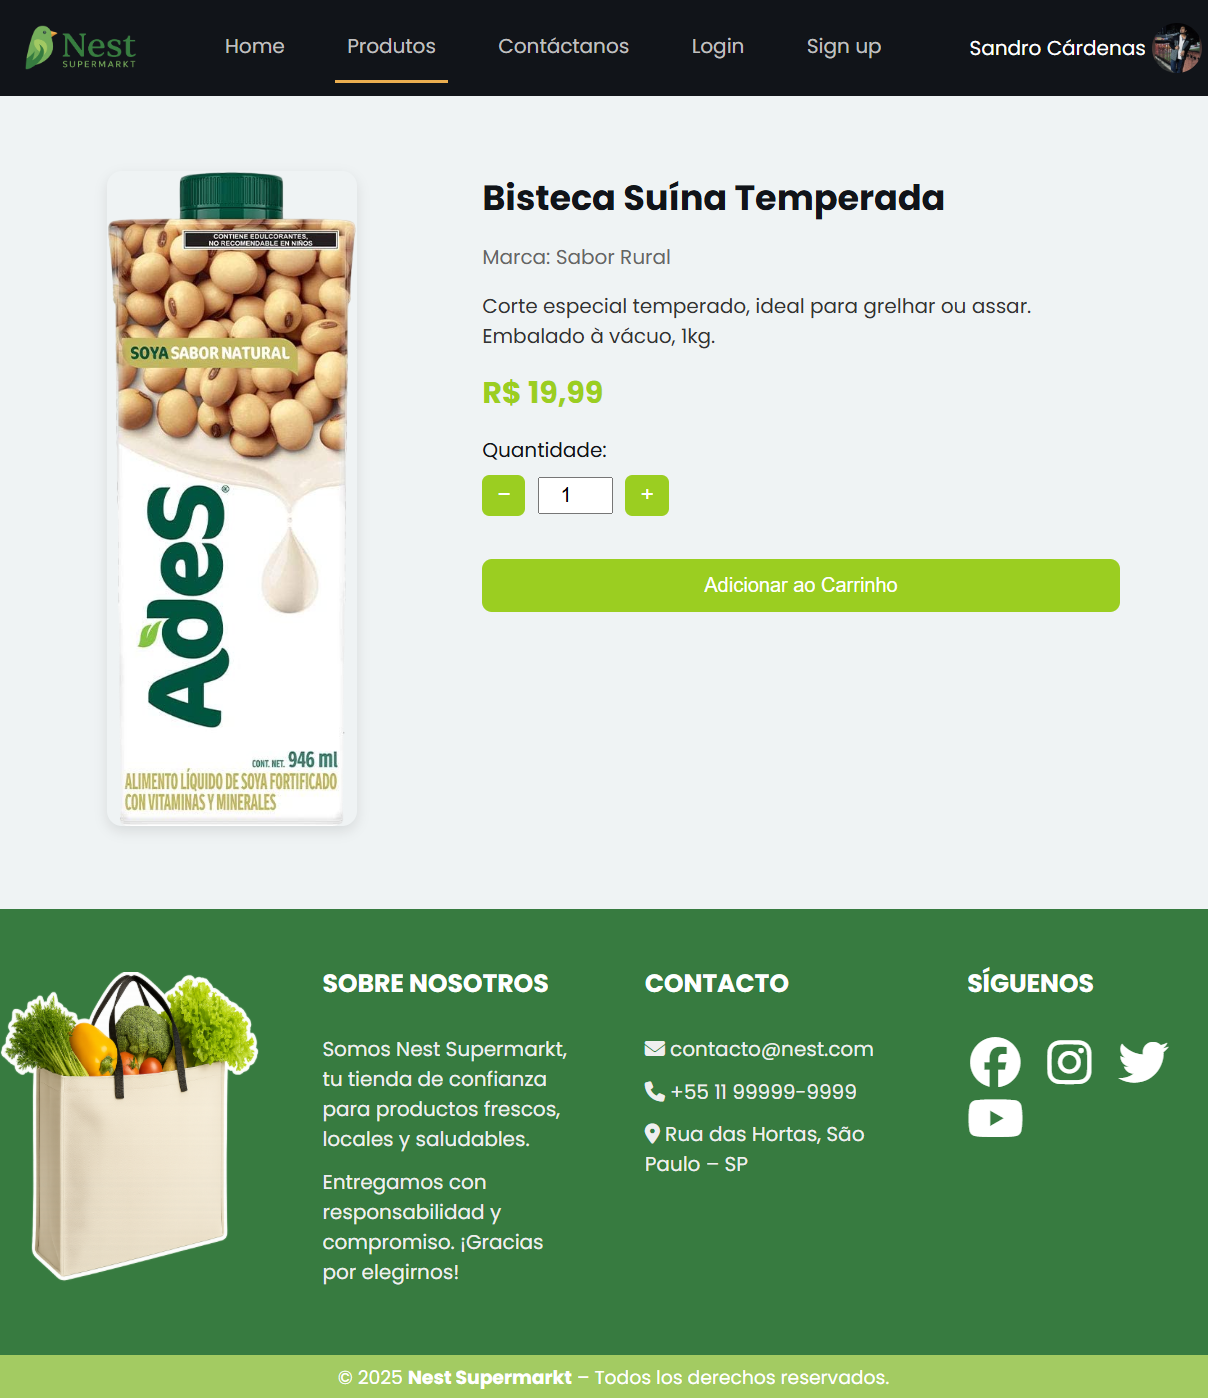 Nest
SUPERMARKT
Home
Produtos
Contáctanos
Login
Sign up
Sandro Cárdenas
CONTIENE EDULCORANTES,
NO RECOMENDABLE EN NIÑOS
SOYA SABOR NATURAL
AdeS®
CONT. NET. 946 ml
ALIMENTO LÍQUIDO DE SOYA FORTIFICADO
CON VITAMINAS Y MINERALES
Bisteca Suína Temperada
Marca: Sabor Rural
Corte especial temperado, ideal para grelhar ou assar.
Embalado à vácuo, 1kg.
R$ 19,99
Quantidade:
− 1 +
Adicionar ao Carrinho
SOBRE NOSOTROS
Somos Nest Supermarkt,
tu tienda de confianza
para productos frescos,
locales y saludables.
Entregamos con
responsabilidad y
compromiso. ¡Gracias
por elegirnos!
CONTACTO
contacto@nest.com
+55 11 99999-9999
Rua das Hortas, São
Paulo – SP
SÍGUENOS
© 2025 Nest Supermarkt – Todos los derechos reservados.